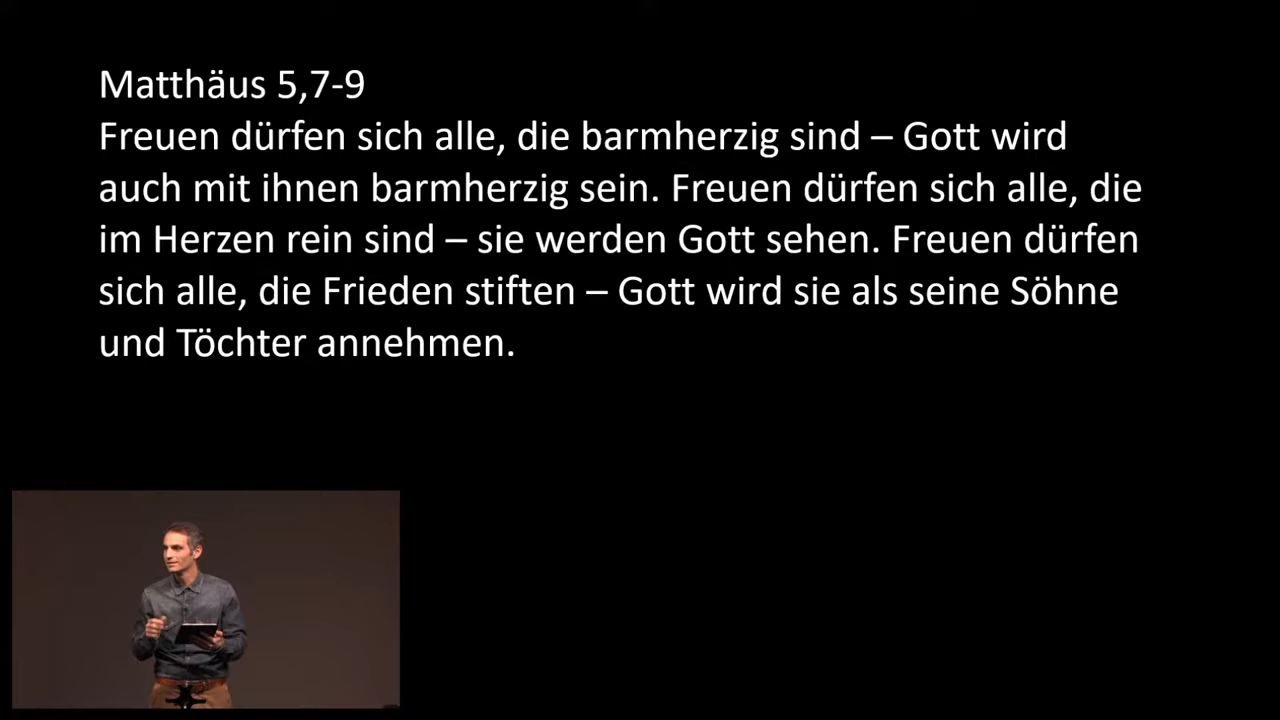 Matthäus 5,7-9
Freuen dürfen sich alle, die barmherzig sind – Gott wird
auch mit ihnen barmherzig sein. Freuen dürfen sich alle, die
im Herzen rein sind – sie werden Gott sehen. Freuen dürfen
sich alle, die Frieden stiften – Gott wird sie als seine Söhne
und Töchter annehmen.